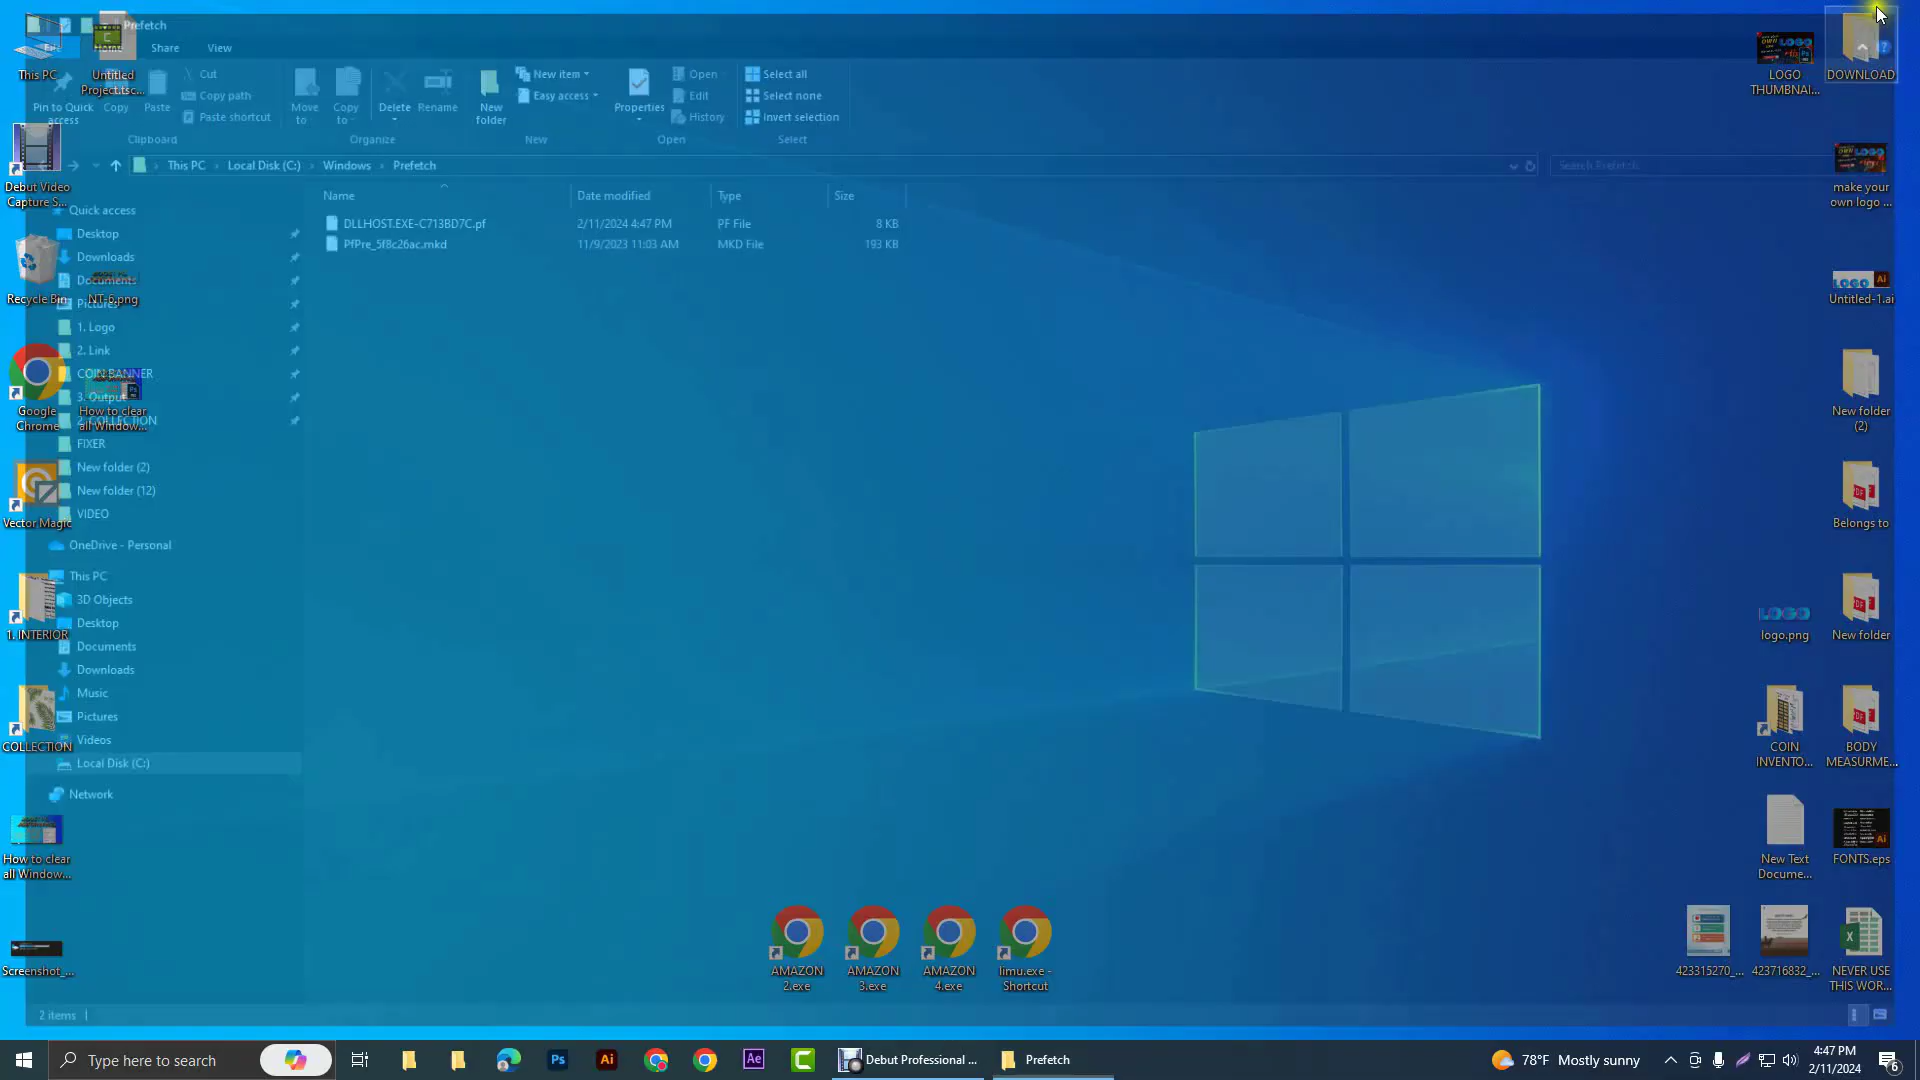 Prefetch
File
Home
Share
View
Pin to Quick access
Copy
Paste
Cut
Copy path
Paste shortcut
Move to
Copy to
Delete
Rename
New folder
New item
Easy access
Properties
Open
Edit
History
Select all
Select none
Invert selection
Clipboard
Organize
New
Open
Select
This PC
Local Disk (C:)
Windows
Prefetch
Search Prefetch
Name
Date modified
Type
Size
DLLHOST.EXE-C713BD7C.pf 2/11/2024 4:47 PM PF File 8 KB
PfPre_5f8c26ac.mkd 11/9/2023 11:03 AM MKD File 193 KB
Quick access
Desktop
Downloads
Documents
Pictures
1. Logo
2. Link
COIN BANNER
3. Output
2. COLLECTION
FIXER
New folder (2)
New folder (12)
VIDEO
OneDrive - Personal
This PC
3D Objects
Desktop
Documents
Downloads
Music
Pictures
Videos
Local Disk (C:)
Network
2 items
This PC
Untitled
Project.tsc...
Debut Video
Capture S...
Recycle Bin
NT-6.png
Google
Chrome
How to clear
all Window...
Vector Magic
1. INTERIOR
COLLECTION
How to clear
all Window...
Screenshot_...
AMAZON
2.exe
AMAZON
3.exe
AMAZON
4.exe
limu.exe -
Shortcut
LOGO
THUMBNAI...
DOWNLOAD
make your
own logo ...
Untitled-1.ai
New folder
(2)
Belongs to
logo.png
New folder
COIN
INVENTO...
BODY
MEASURME...
New Text
Docume...
FONTS.eps
423315270_...
423716832_...
NEVER USE
THIS WOR...
Type here to search
Ps
Ai
Ae
Debut Professional ...
Prefetch
78°F Mostly sunny
4:47 PM
2/11/2024
6